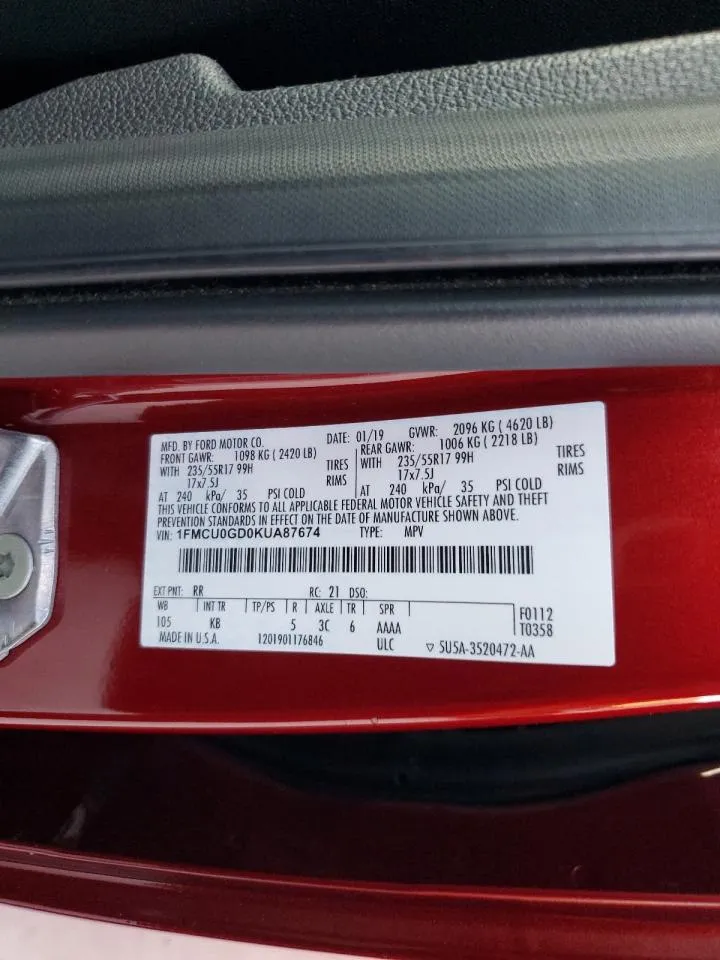 MFD. BY FORD MOTOR CO. DATE: 01/19 GVWR: 2096 KG ( 4620 LB)
FRONT GAWR: 1098 KG ( 2420 LB) REAR GAWR: 1006 KG ( 2218 LB)
WITH 235/55R17 99H TIRES WITH 235/55R17 99H TIRES
17x7.5J RIMS 17x7.5J RIMS
AT 240 kPa/ 35 PSI COLD AT 240 kPa/ 35 PSI COLD
THIS VEHICLE CONFORMS TO ALL APPLICABLE FEDERAL MOTOR VEHICLE SAFETY AND THEFT
PREVENTION STANDARDS IN EFFECT ON THE DATE OF MANUFACTURE SHOWN ABOVE.
VIN: 1FMCU0GD0KUA87674 TYPE: MPV
EXT PNT: RR RC: 21 DSO:
WB INT TR TP/PS R AXLE TR SPR F0112
105 KB 5 3C 6 AAAA T0358
MADE IN U.S.A. 1201901176846 ULC ▽ 5U5A-3520472-AA